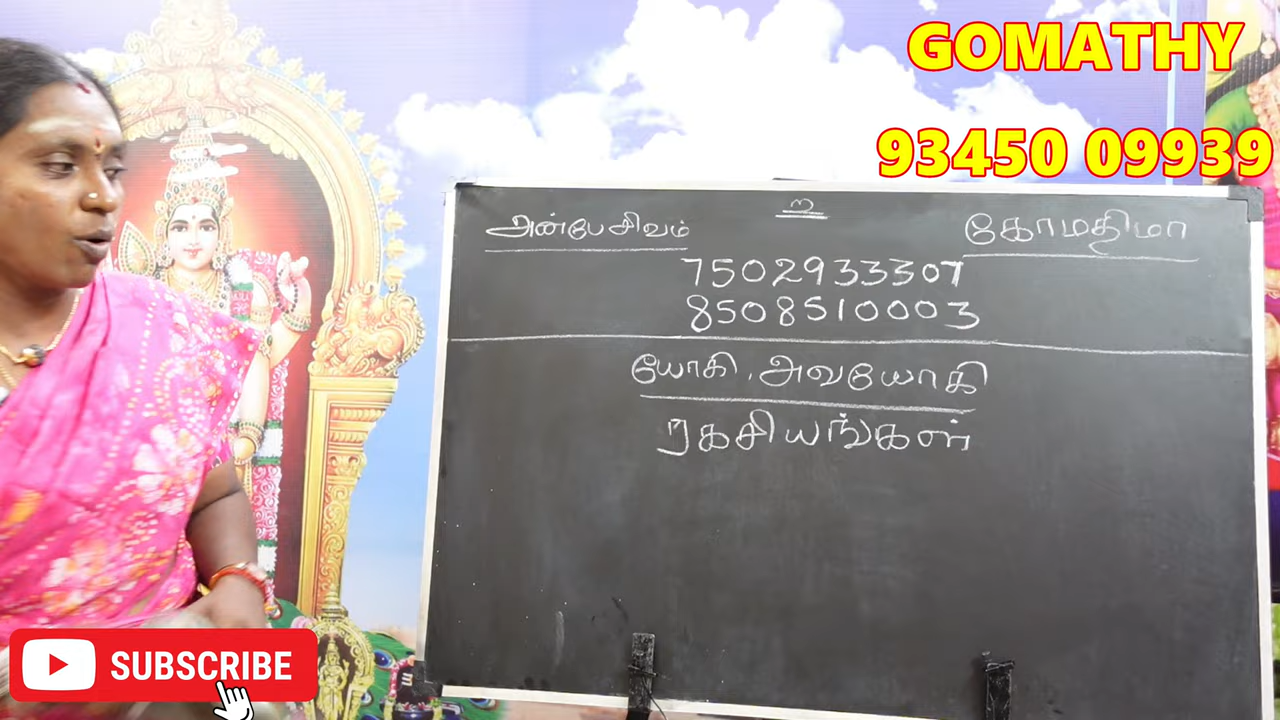 GOMATHY
93450 09939
உ
அன்பே சிவம்
கோமதிமா
7502933307
8508510003
யோகி, அவயோகி
ரகசியங்கள்
SUBSCRIBE